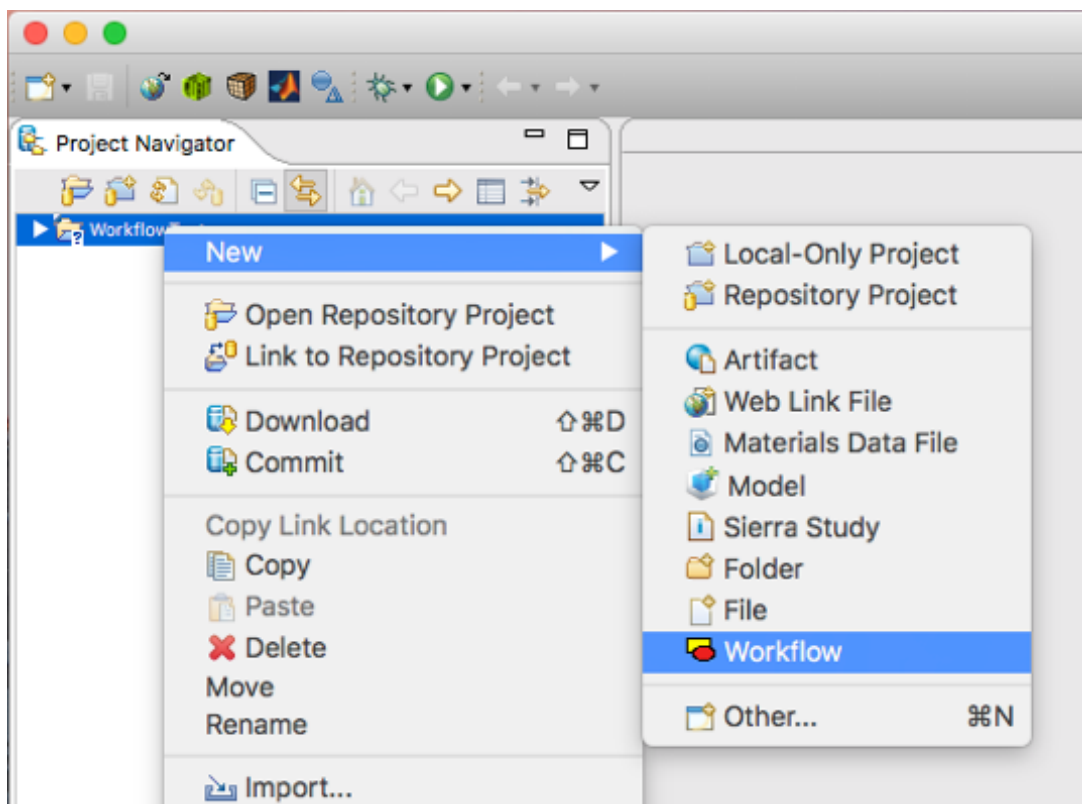 Project Navigator
Workflow
New
Open Repository Project
Link to Repository Project
Download ⇧⌘D
Commit ⇧⌘C
Copy Link Location
Copy
Paste
Delete
Move
Rename
Import...
Local-Only Project
Repository Project
Artifact
Web Link File
Materials Data File
Model
Sierra Study
Folder
File
Workflow
Other... ⌘N